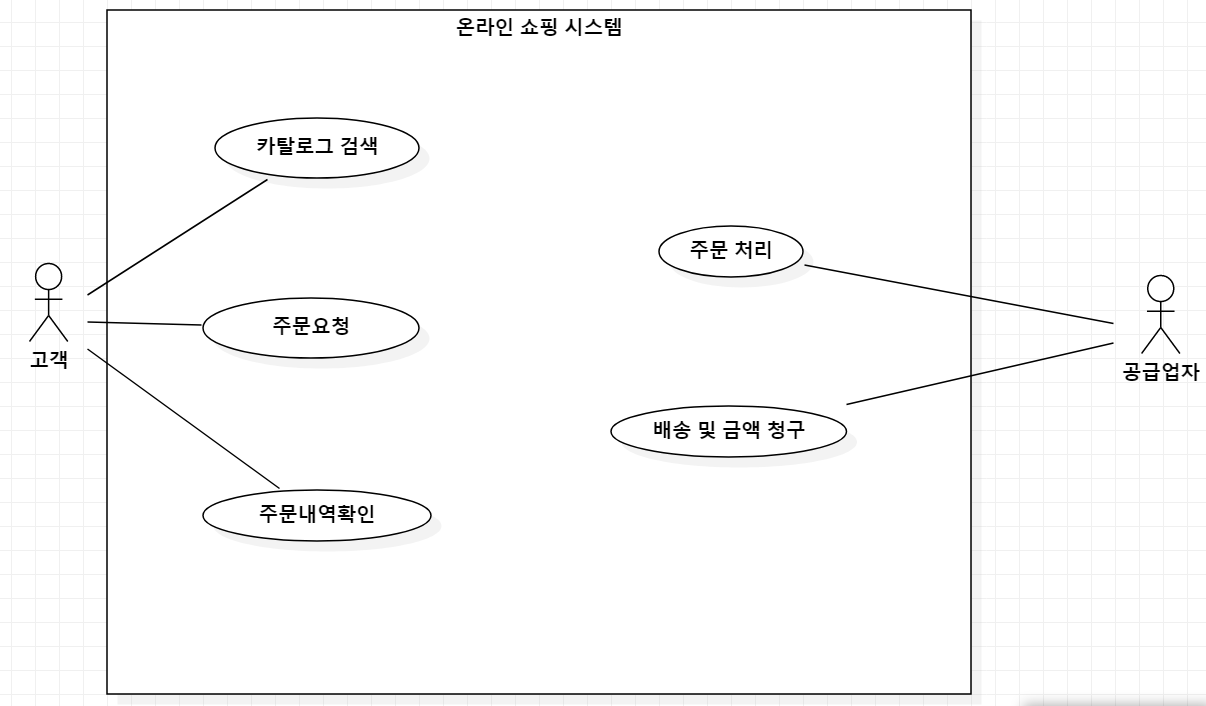 온라인 쇼핑 시스템
카탈로그 검색
주문 처리
주문요청
고객
공급업자
배송 및 금액 청구
주문내역확인